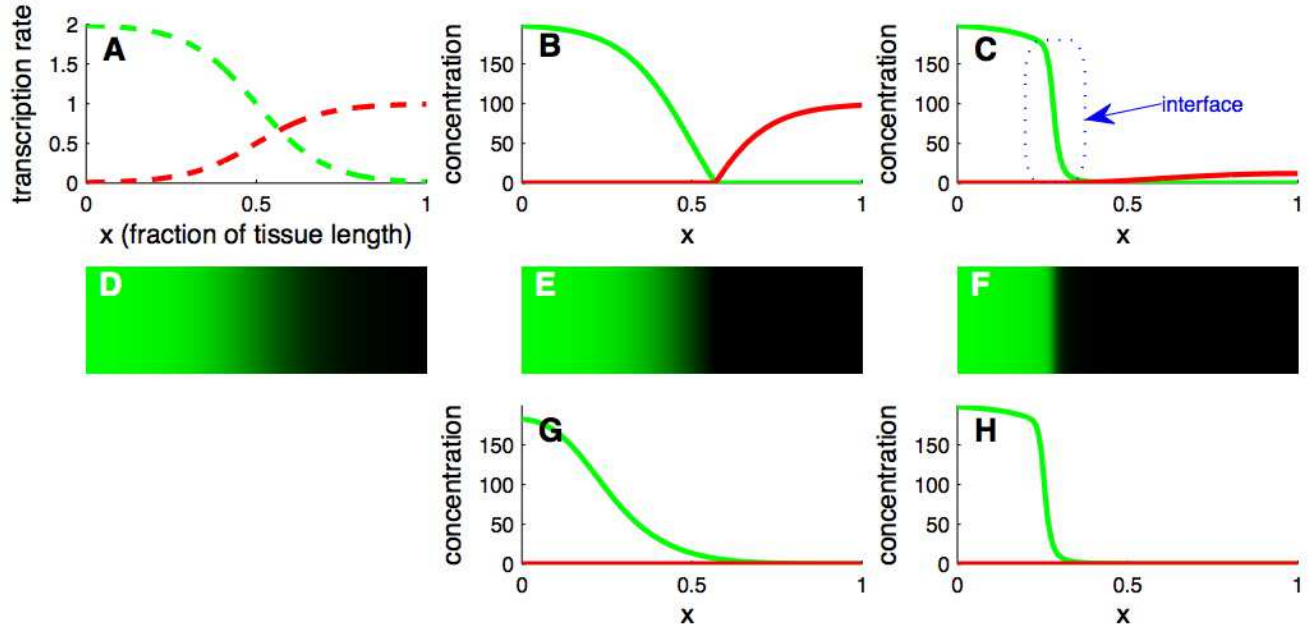 transcription rate
2
1.5
1
0.5
0
A
0 0.5 1
x (fraction of tissue length)
concentration
150
100
50
0
B
0 0.5 1
x
concentration
150
100
50
0
C
interface
0 0.5 1
x
D
E
F
concentration
150
100
50
0
G
0 0.5 1
x
concentration
150
100
50
0
H
0 0.5 1
x